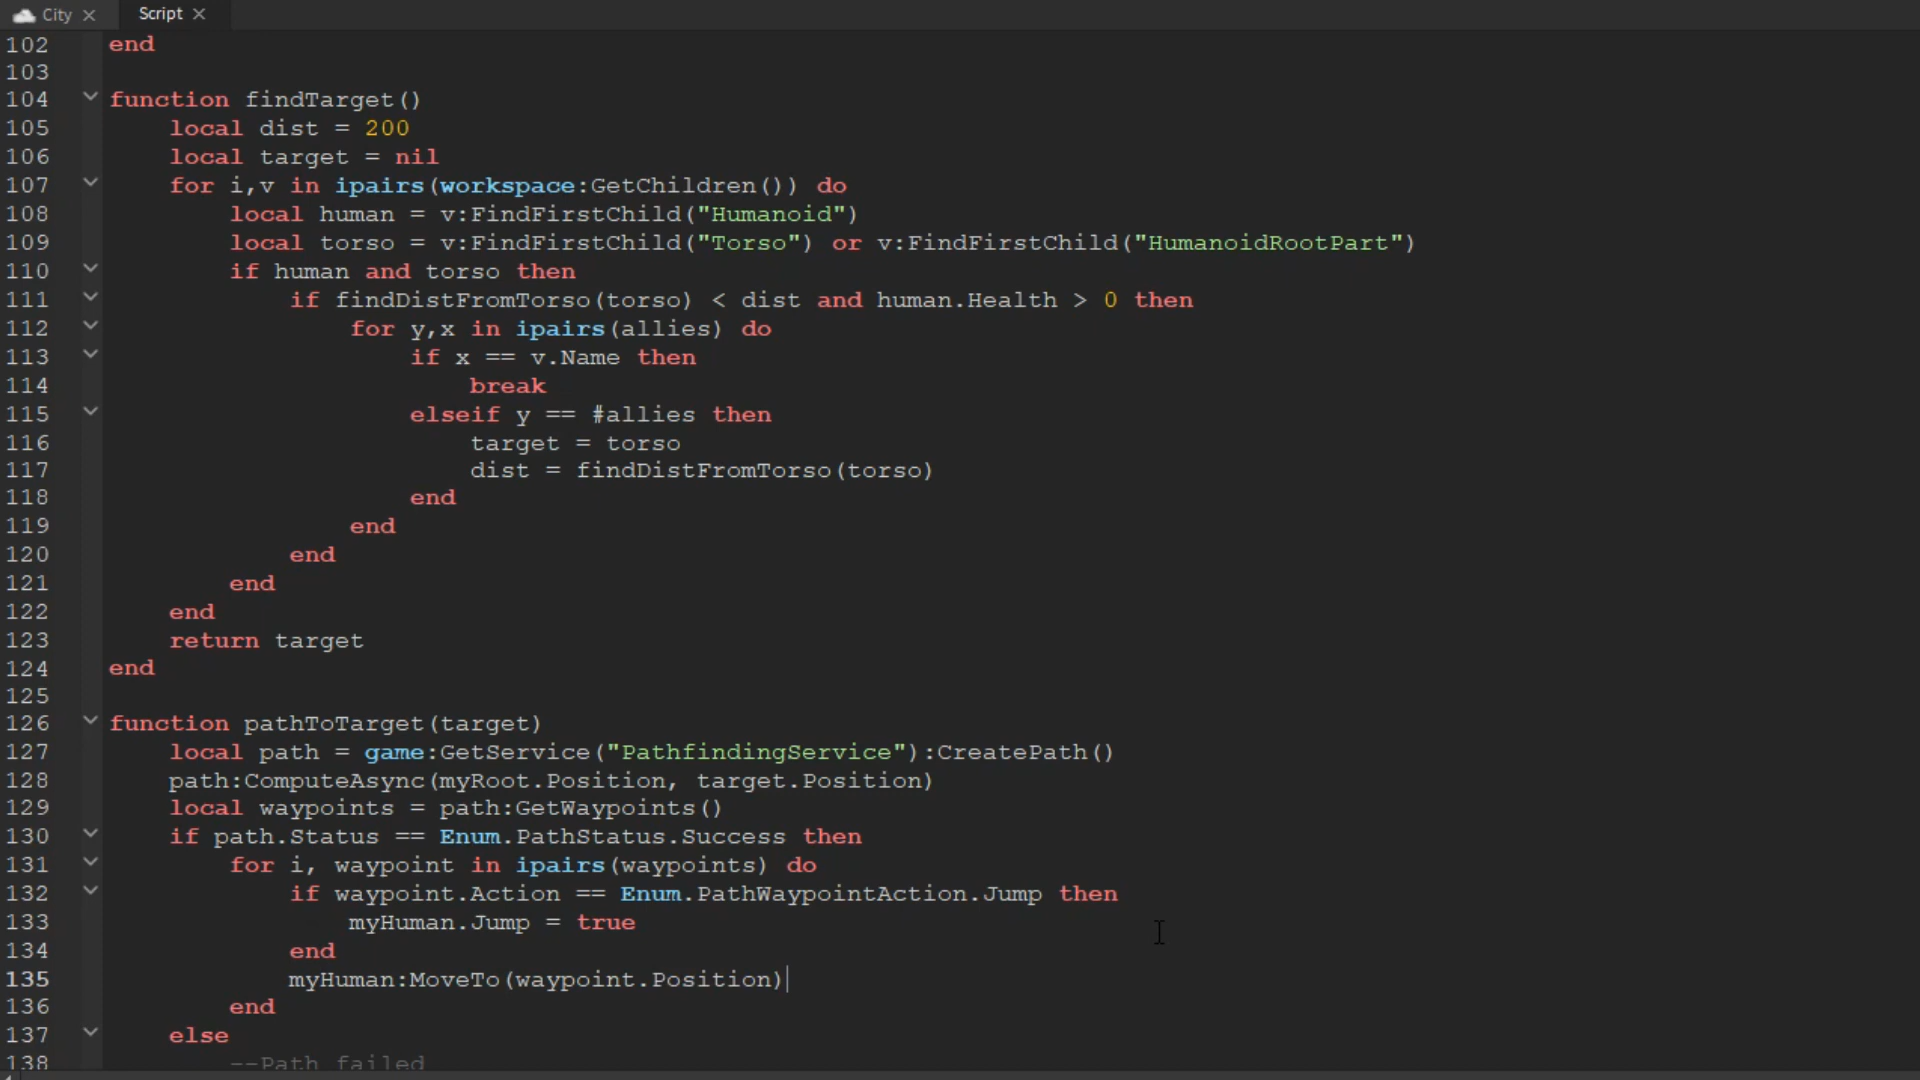 City
Script
102 end
103
104 function findTarget()
105 local dist = 200
106 local target = nil
107 for i,v in ipairs(workspace:GetChildren()) do
108 local human = v:FindFirstChild("Humanoid")
109 local torso = v:FindFirstChild("Torso") or v:FindFirstChild("HumanoidRootPart")
110 if human and torso then
111 if findDistFromTorso(torso) < dist and human.Health > 0 then
112 for y,x in ipairs(allies) do
113 if x == v.Name then
114 break
115 elseif y == #allies then
116 target = torso
117 dist = findDistFromTorso(torso)
118 end
119 end
120 end
121 end
122 end
123 return target
124 end
125
126 function pathToTarget(target)
127 local path = game:GetService("PathfindingService"):CreatePath()
128 path:ComputeAsync(myRoot.Position, target.Position)
129 local waypoints = path:GetWaypoints()
130 if path.Status == Enum.PathStatus.Success then
131 for i, waypoint in ipairs(waypoints) do
132 if waypoint.Action == Enum.PathWaypointAction.Jump then
133 myHuman.Jump = true
134 end
135 myHuman:MoveTo(waypoint.Position)
136 end
137 else
138 --Path failed